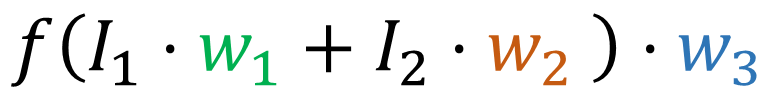 f(I₁ · w₁ + I₂ · w₂ ) · w₃